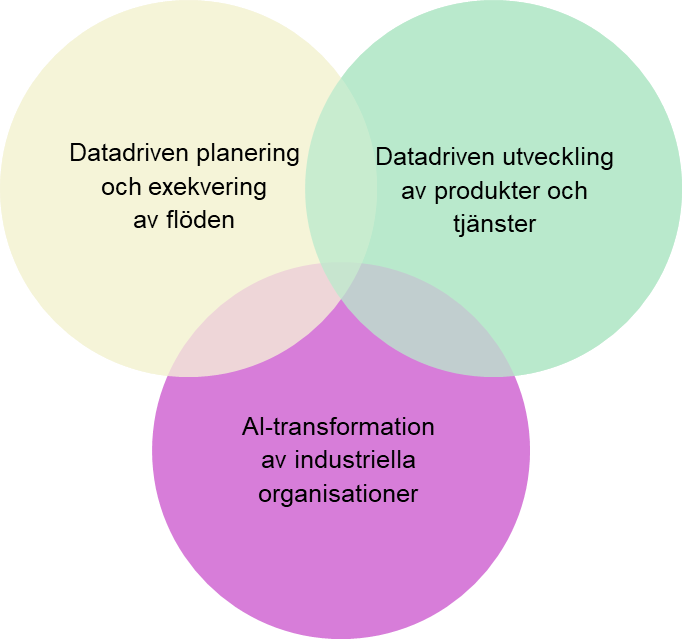 Datadriven planering
och exekvering
av flöden
Datadriven utveckling
av produkter och
tjänster
AI-transformation
av industriella
organisationer